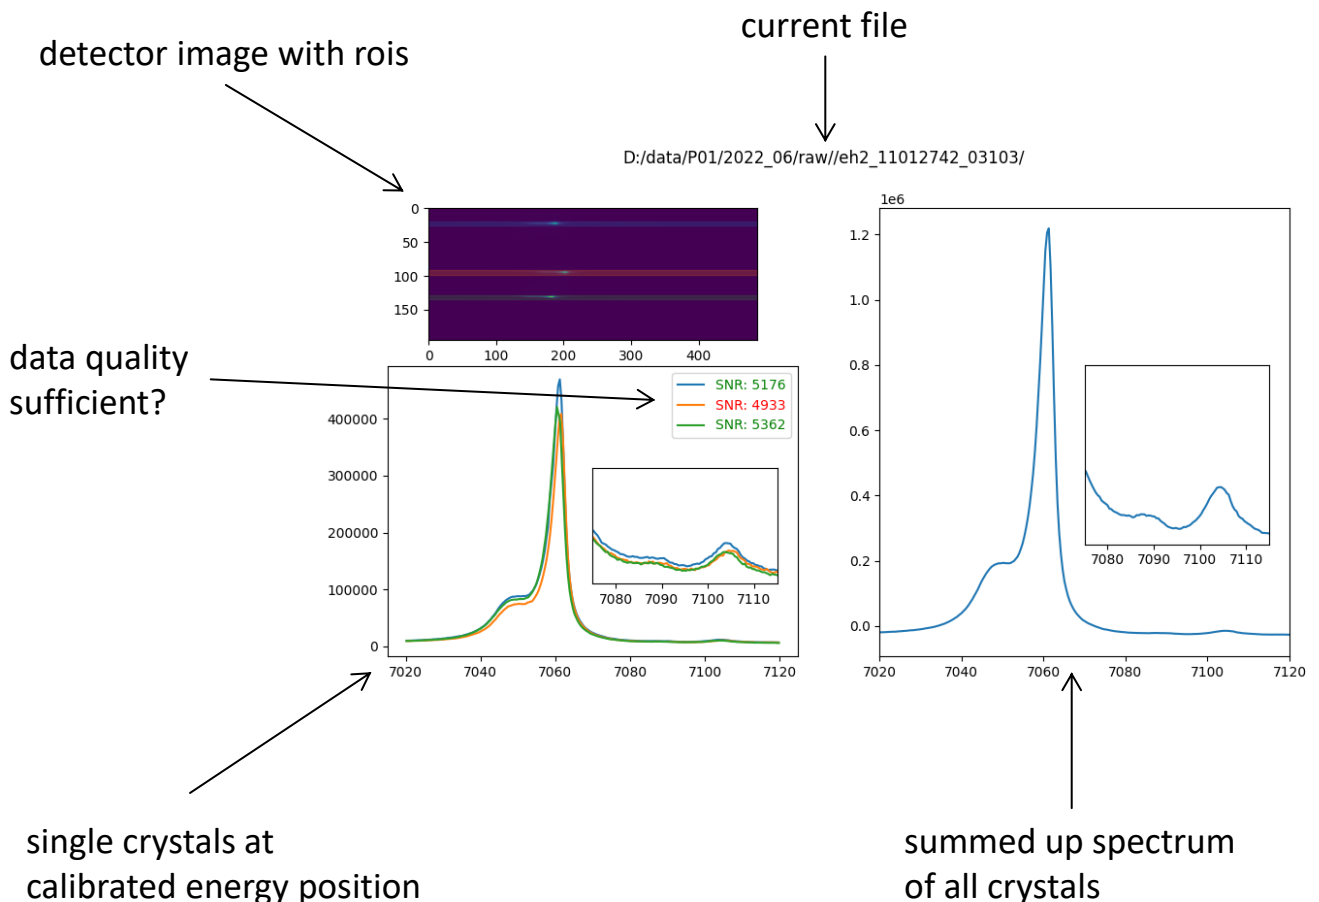 current file
detector image with rois
D:/data/P01/2022_06/raw//eh2_11012742_03103/
0
50
100
150
0 100 200 300 400
data quality
sufficient?
SNR: 5176
SNR: 4933
SNR: 5362
400000
300000
200000
100000
0
7080 7090 7100 7110
7020 7040 7060 7080 7100 7120
1e6
1.2
1.0
0.8
0.6
0.4
0.2
0.0
7080 7090 7100 7110
7020 7040 7060 7080 7100 7120
single crystals at
calibrated energy position
summed up spectrum
of all crystals